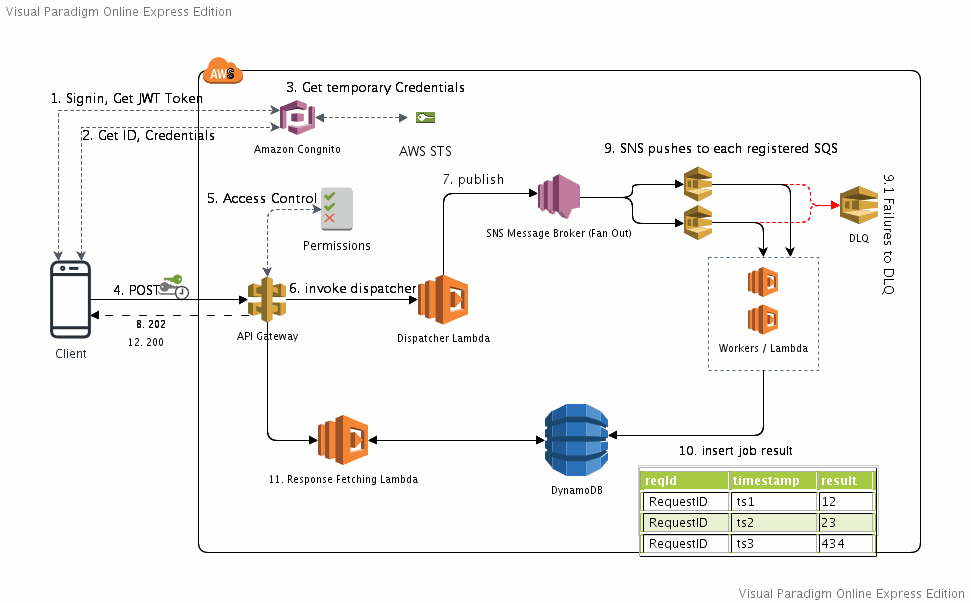 Visual Paradigm Online Express Edition
AWS
1. Signin, Get JWT Token
3. Get temporary Credentials
2. Get ID, Credentials
Amazon Congnito
AWS STS
9. SNS pushes to each registered SQS
7. publish
5. Access Control
SNS Message Broker (Fan Out)
DLQ
9.1 Failures to DLQ
Permissions
4. POST
6. invoke dispatcher
8. 202
12. 200
API Gateway
Dispatcher Lambda
Workers / Lambda
Client
10. insert job result
11. Response Fetching Lambda
DynamoDB
reqId timestamp result
RequestID ts1 12
RequestID ts2 23
RequestID ts3 434
Visual Paradigm Online Express Edition